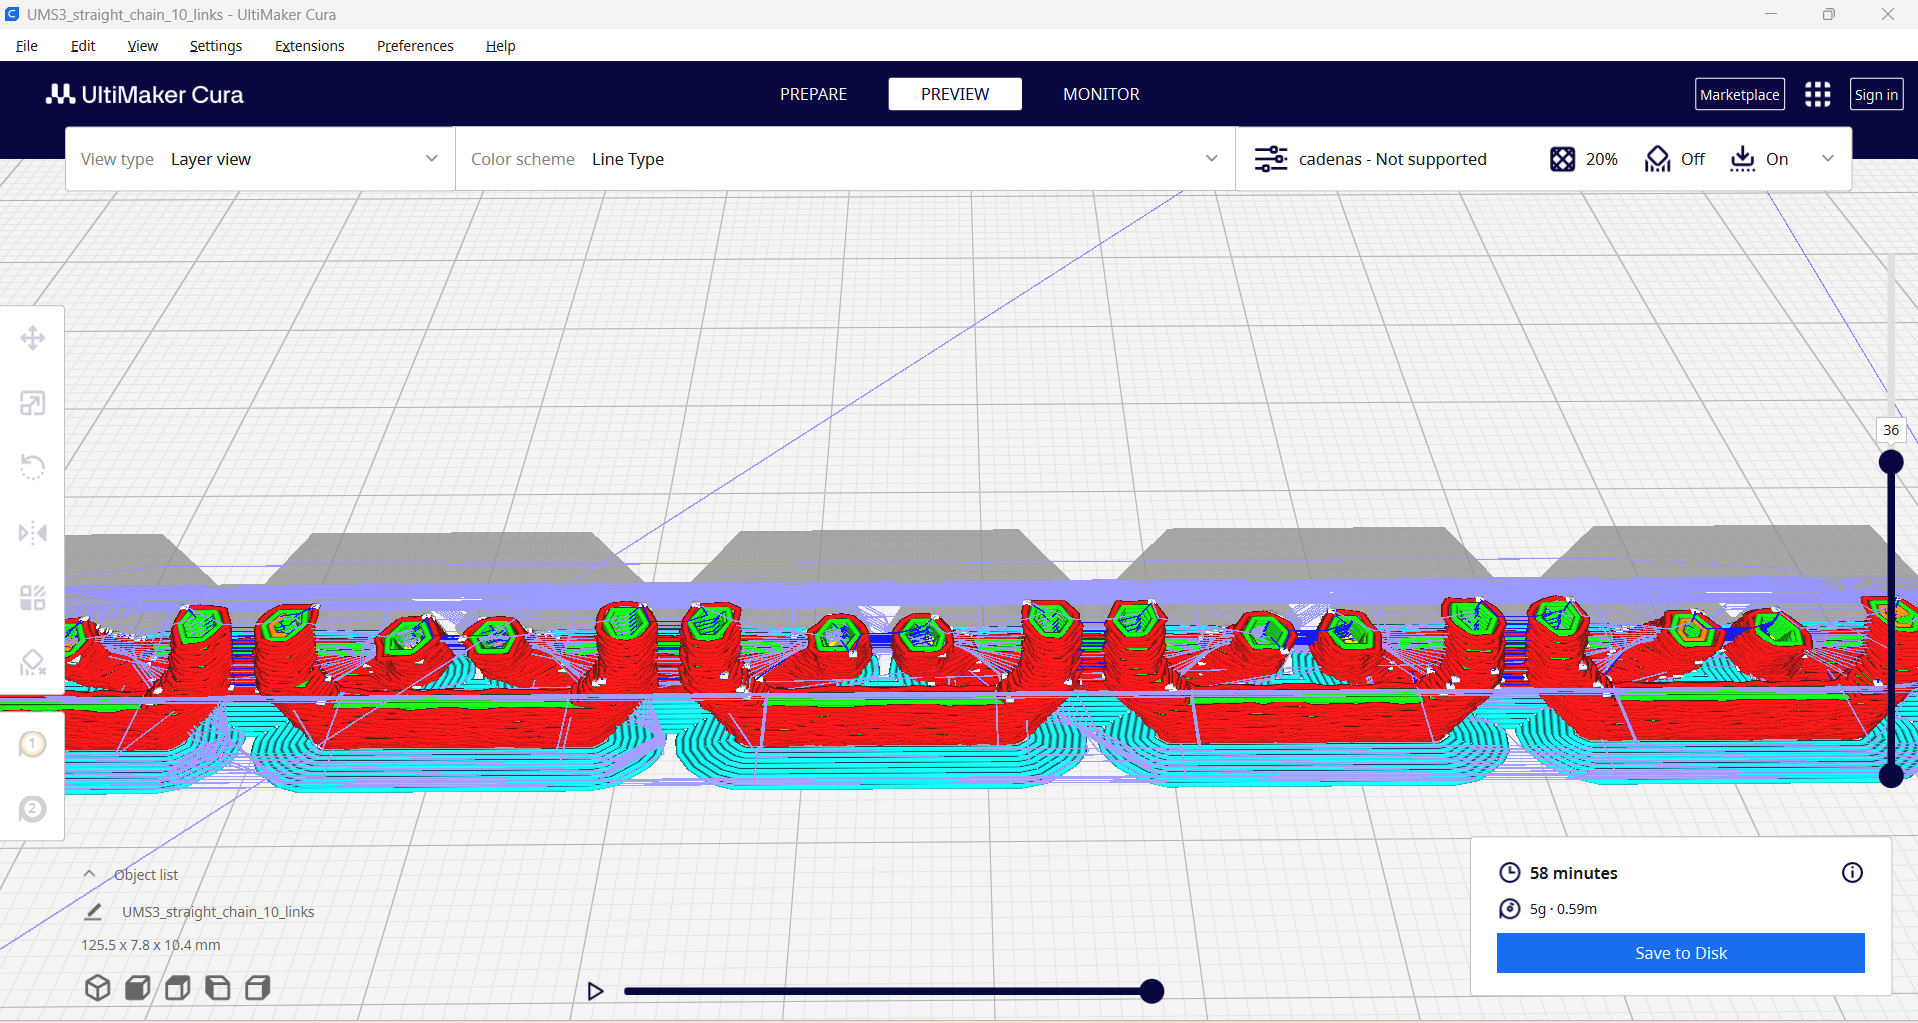 UMS3_straight_chain_10_links - UltiMaker Cura
File Edit View Settings Extensions Preferences Help
UltiMaker Cura PREPARE PREVIEW MONITOR Marketplace Sign in
View type Layer view Color scheme Line Type cadenas - Not supported 20% Off On
36
1
2
Object list
UMS3_straight_chain_10_links
125.5 x 7.8 x 10.4 mm
58 minutes
5g · 0.59m
Save to Disk